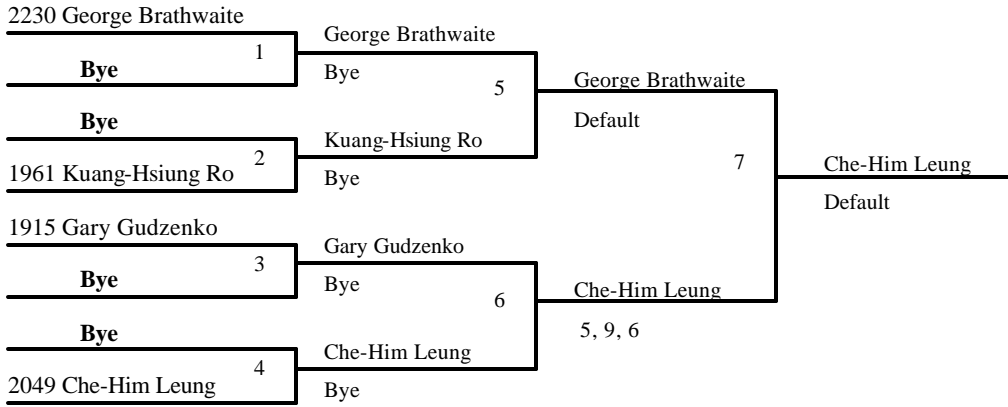 2230 George Brathwaite
1
Bye
George Brathwaite
Bye
5
Bye
2
1961 Kuang-Hsiung Ro
Kuang-Hsiung Ro
Bye
George Brathwaite
Default
7
1915 Gary Gudzenko
3
Bye
Gary Gudzenko
Bye
6
Bye
4
2049 Che-Him Leung
Che-Him Leung
Bye
Che-Him Leung
5, 9, 6
Che-Him Leung
Default